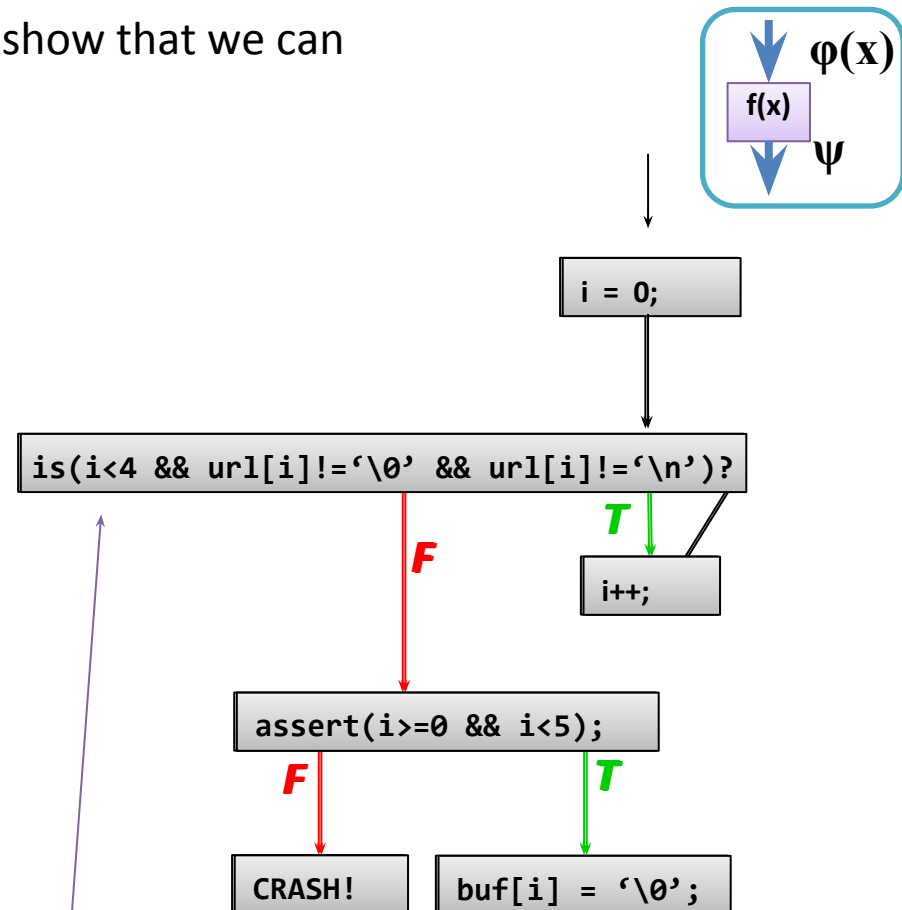 show that we can
φ(x)
f(x)
ψ
i = 0;
is(i<4 && url[i]!=‘\0’ && url[i]!=‘\n’)?
T
F
i++;
assert(i>=0 && i<5);
F
T
CRASH!
buf[i] = ‘\0’;